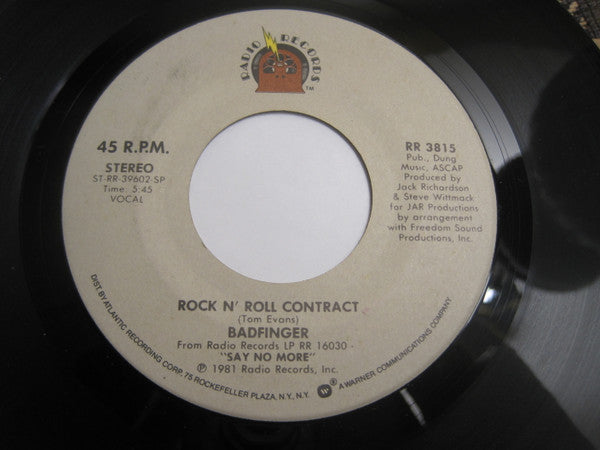 RADIO RECORDS
TM
45 R.P.M.
STEREO
ST-RR-39602-SP
Time: 5:45
VOCAL
RR 3815
Pub., Dung
Music, ASCAP
Produced by
Jack Richardson
& Steve Wittmack
for JAR Productions
by arrangement
with Freedom Sound
Productions, Inc.
ROCK N' ROLL CONTRACT
(Tom Evans)
BADFINGER
From Radio Records LP RR 16030 -
"SAY NO MORE"
℗ 1981 Radio Records, Inc.
DIST BY ATLANTIC RECORDING CORP. 75 ROCKEFELLER PLAZA, N.Y., N.Y. W ® A WARNER COMMUNICATIONS COMPANY